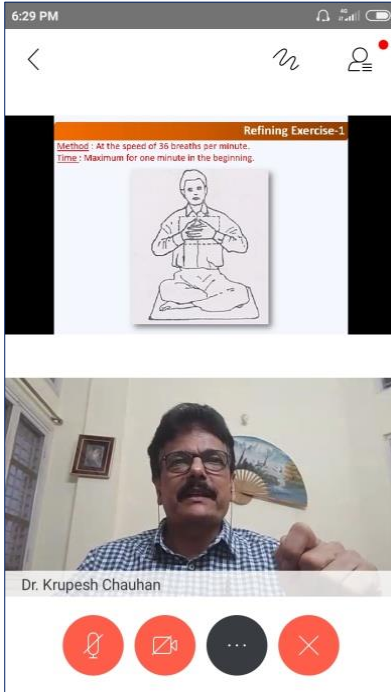 6:29 PM
4G
Refining Exercise-1
Method : At the speed of 36 breaths per minute.
Time : Maximum for one minute in the beginning.
Dr. Krupesh Chauhan